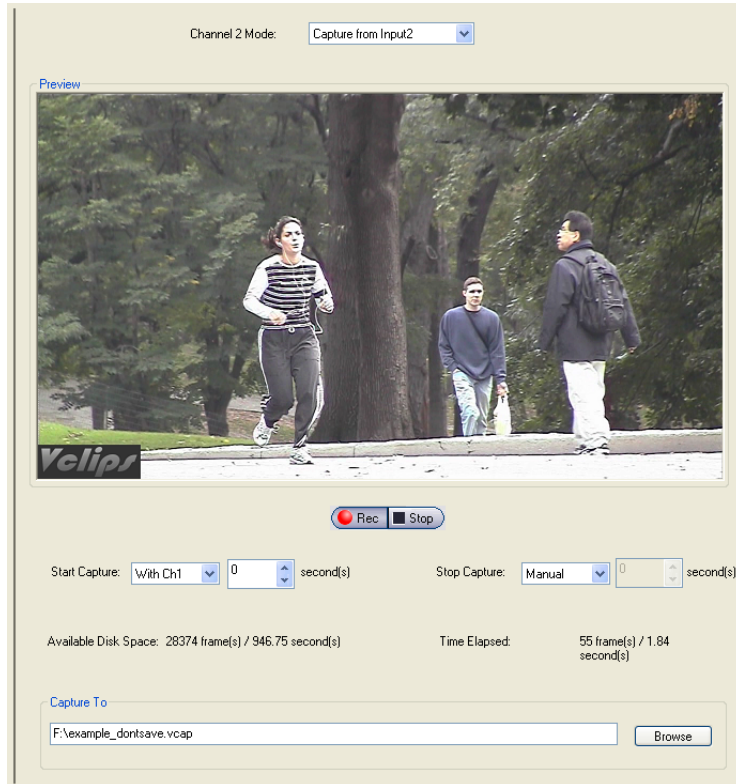 Channel 2 Mode: Capture from Input2
Preview
Vclips
Rec Stop
Start Capture: With Ch1 0 second(s) Stop Capture: Manual 0 second(s)
Available Disk Space: 28374 frame(s) / 946.75 second(s) Time Elapsed: 55 frame(s) / 1.84
second(s)
Capture To
F:\example_dontsave.vcap Browse